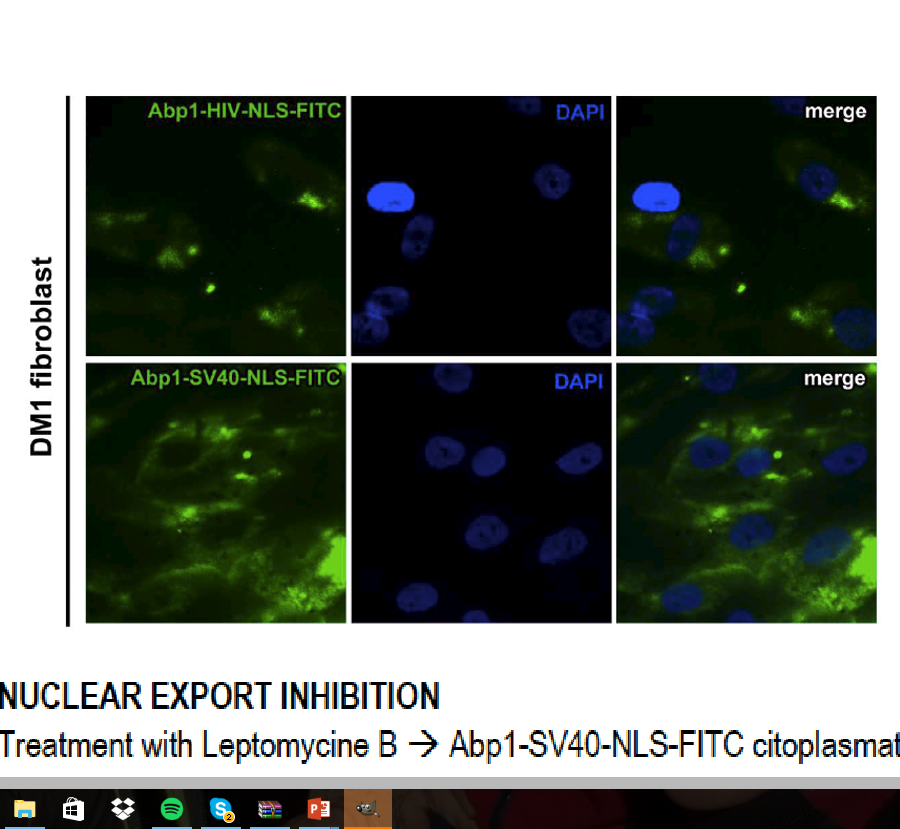 Abp1-HIV-NLS-FITC DAPI merge
DM1 fibroblast
Abp1-SV40-NLS-FITC DAPI merge
NUCLEAR EXPORT INHIBITION
Treatment with Leptomycine B → Abp1-SV40-NLS-FITC citoplasmat
2